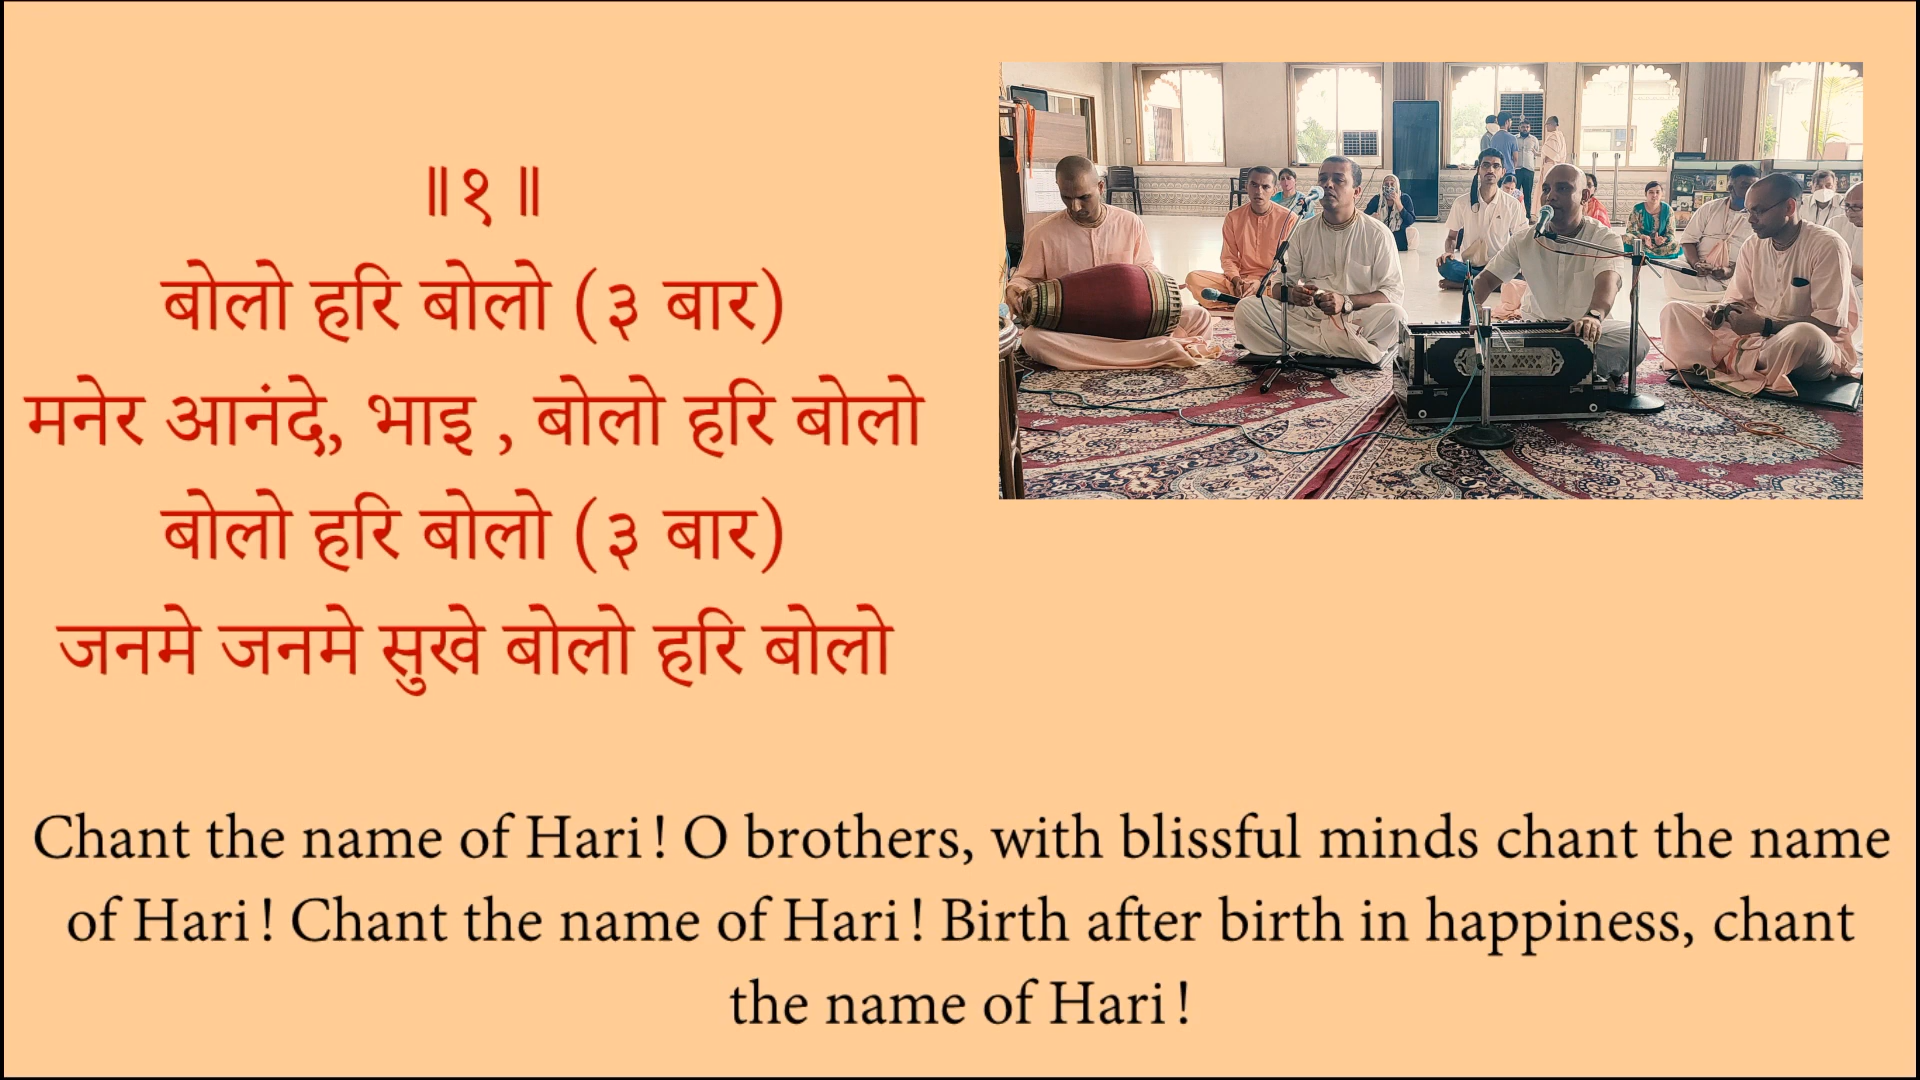 ॥१ ॥
बोलो हरि बोलो (३ बार)
मनेर आनंदे, भाइ , बोलो हरि बोलो
बोलो हरि बोलो (३ बार)
जनमे जनमे सुखे बोलो हरि बोलो
Chant the name of Hari ! O brothers, with blissful minds chant the name
of Hari ! Chant the name of Hari ! Birth after birth in happiness, chant
the name of Hari !